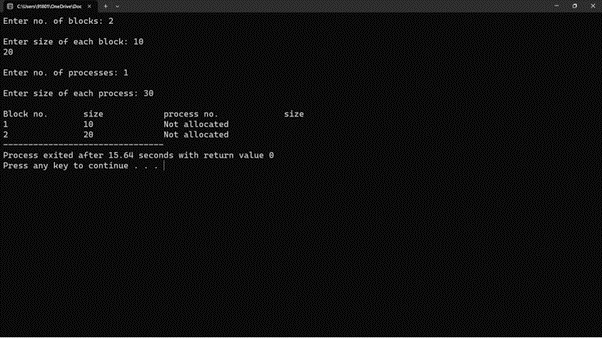 C:\Users\91801\OneDrive\Doc
Enter no. of blocks: 2
Enter size of each block: 10
20
Enter no. of processes: 1
Enter size of each process: 30
Block no. size process no. size
1 10 Not allocated
2 20 Not allocated
--------------------------------
Process exited after 15.64 seconds with return value 0
Press any key to continue . . .